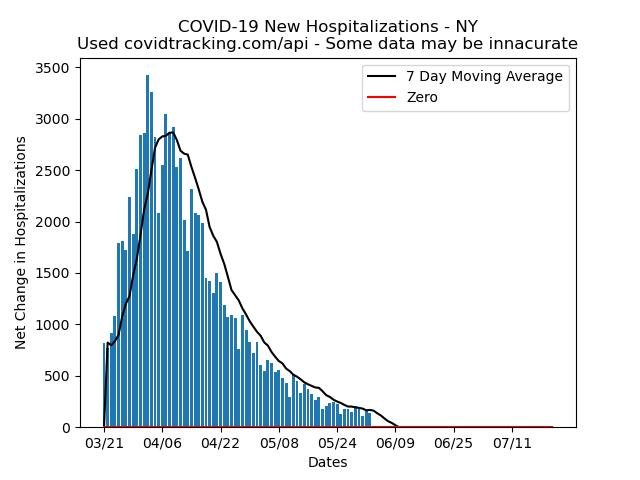 COVID-19 New Hospitalizations - NY
Used covidtracking.com/api - Some data may be innacurate
7 Day Moving Average
Zero
Net Change in Hospitalizations
3500
3000
2500
2000
1500
1000
500
0
03/21 04/06 04/22 05/08 05/24 06/09 06/25 07/11
Dates